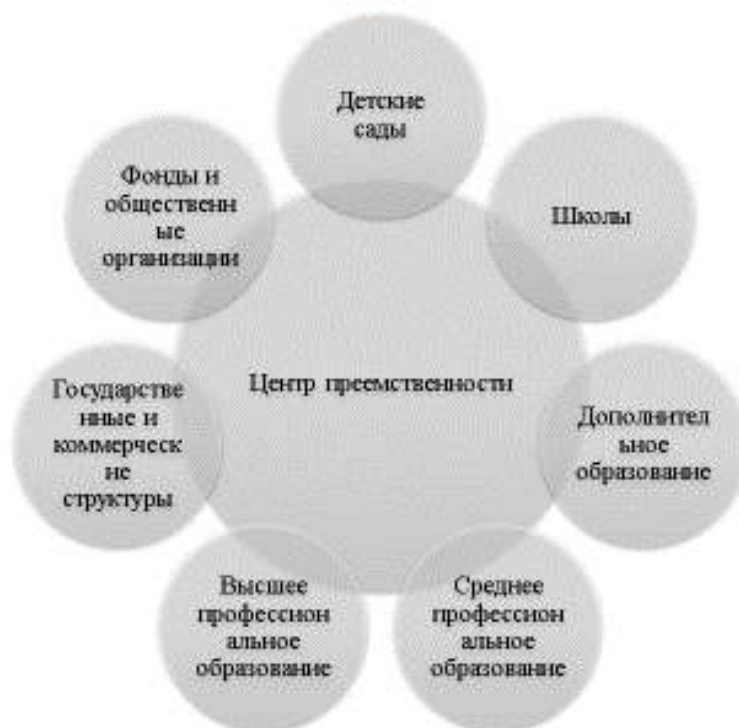 Детские
сады
Школы
Дополнител
ьное
образование
Среднее
профессион
альное
образование
Высшее
профессион
альное
образование
Государстве
нные и
коммерческ
ие
структуры
Фонды и
общественн
ые
организации
Центр преемственности